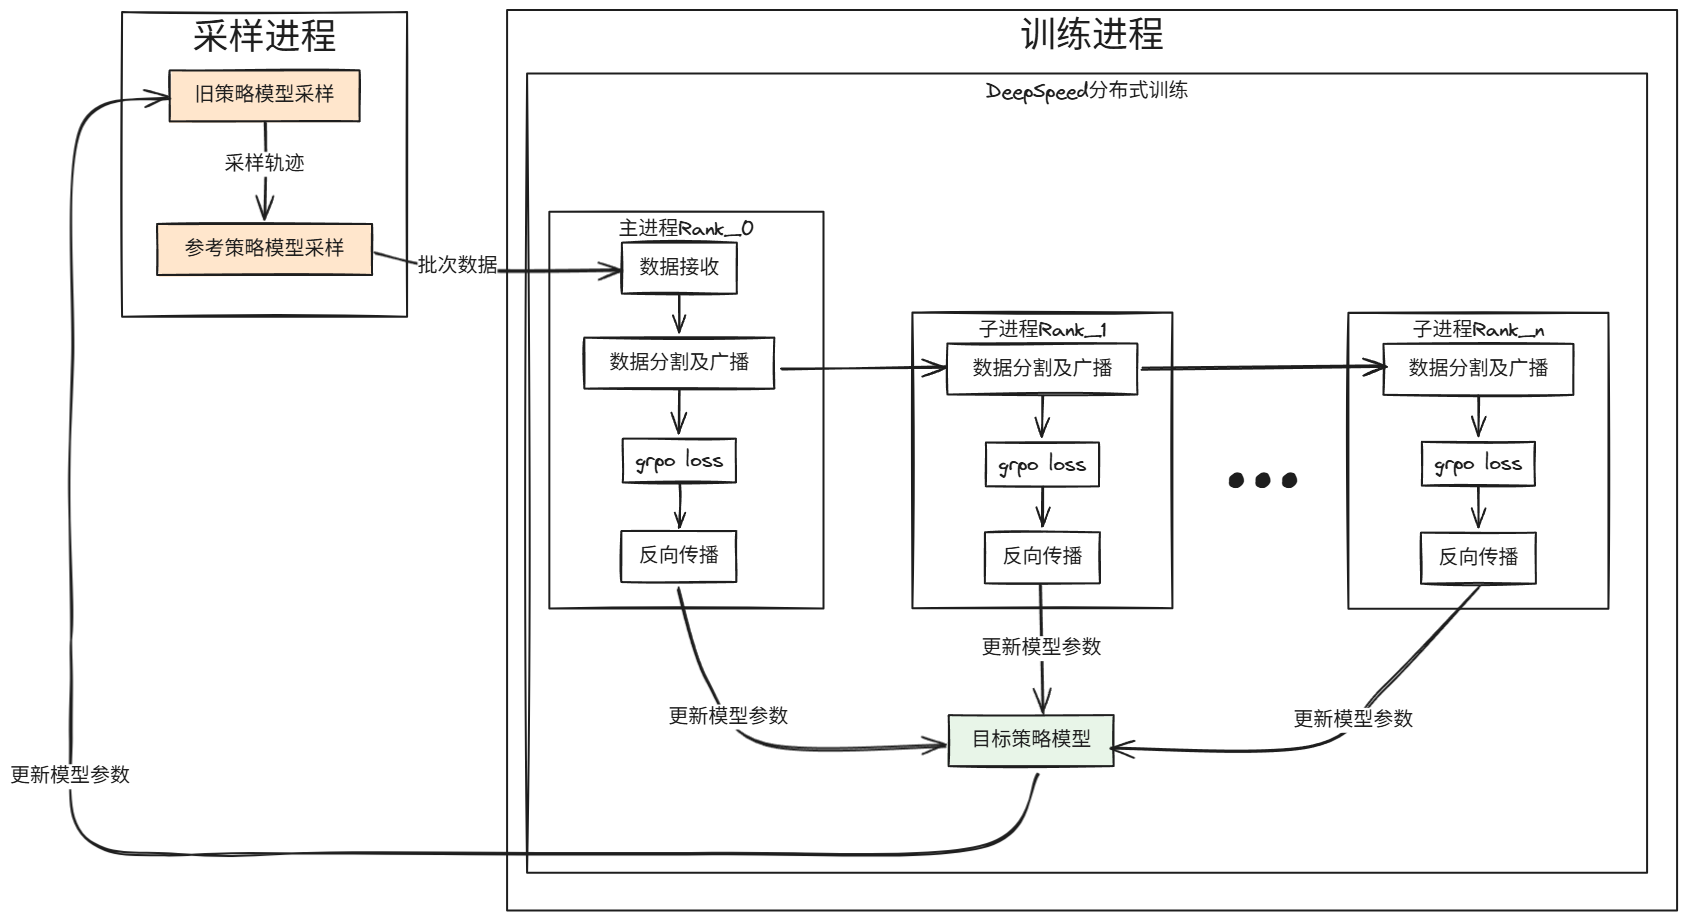 采样进程
旧策略模型采样
采样轨迹
参考策略模型采样
批次数据
训练进程
DeepSpeed分布式训练
主进程Rank_0
数据接收
数据分割及广播
grpo loss
反向传播
更新模型参数
子进程Rank_1
数据分割及广播
grpo loss
反向传播
更新模型参数
子进程Rank_n
数据分割及广播
grpo loss
反向传播
更新模型参数
目标策略模型
更新模型参数